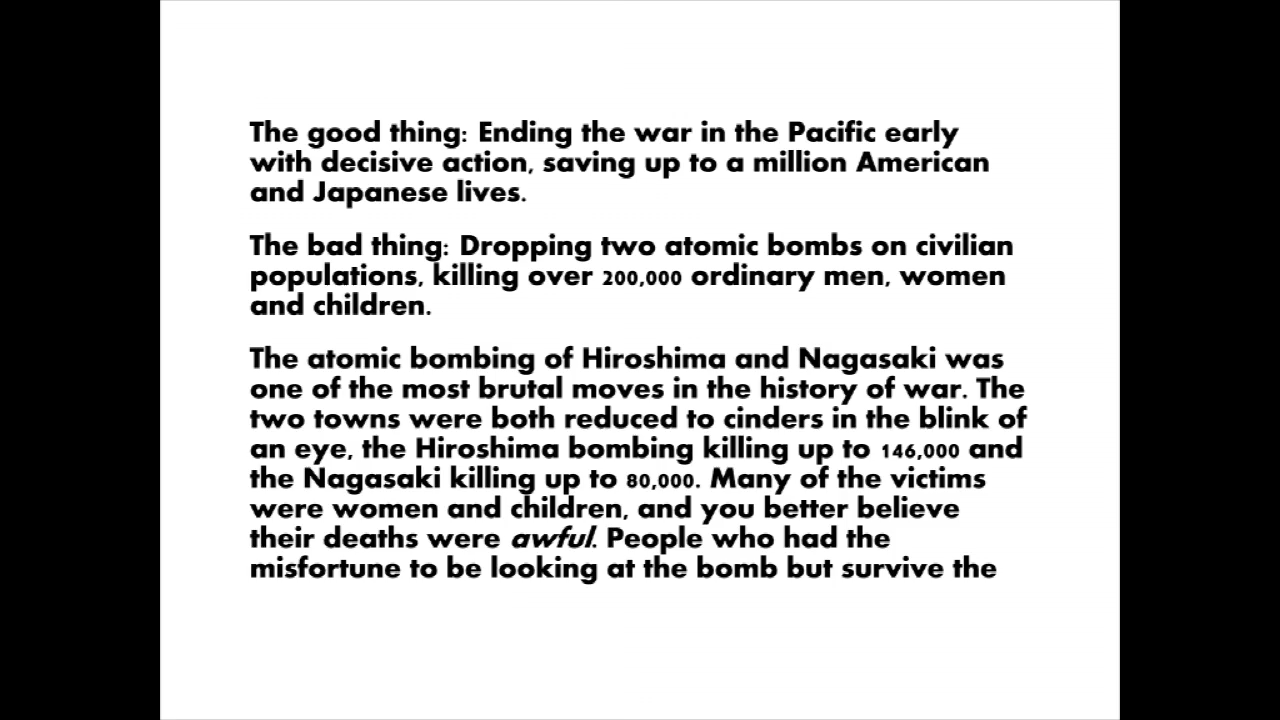 The good thing: Ending the war in the Pacific early
with decisive action, saving up to a million American
and Japanese lives.
The bad thing: Dropping two atomic bombs on civilian
populations, killing over 200,000 ordinary men, women
and children.
The atomic bombing of Hiroshima and Nagasaki was
one of the most brutal moves in the history of war. The
two towns were both reduced to cinders in the blink of
an eye, the Hiroshima bombing killing up to 146,000 and
the Nagasaki killing up to 80,000. Many of the victims
were women and children, and you better believe
their deaths were awful. People who had the
misfortune to be looking at the bomb but survive the